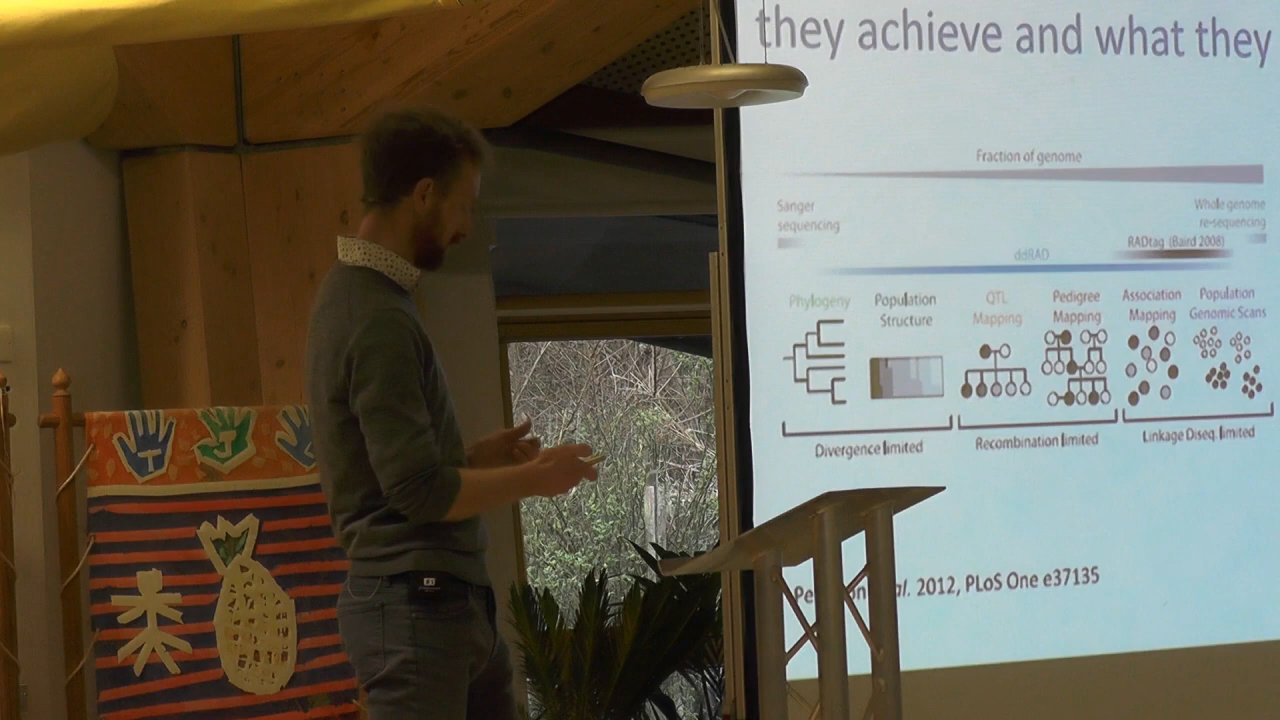 they achieve and what they
Fraction of genome
Sanger
sequencing
Whole genome
re-sequencing
RADtag (Baird 2008)
ddRAD
Phylogeny
Population
Structure
QTL
Mapping
Pedigree
Mapping
Association
Mapping
Population
Genomic Scans
Divergence limited
Recombination limited
Linkage Diseq. limited
al. 2012, PLoS One e37135
T
J